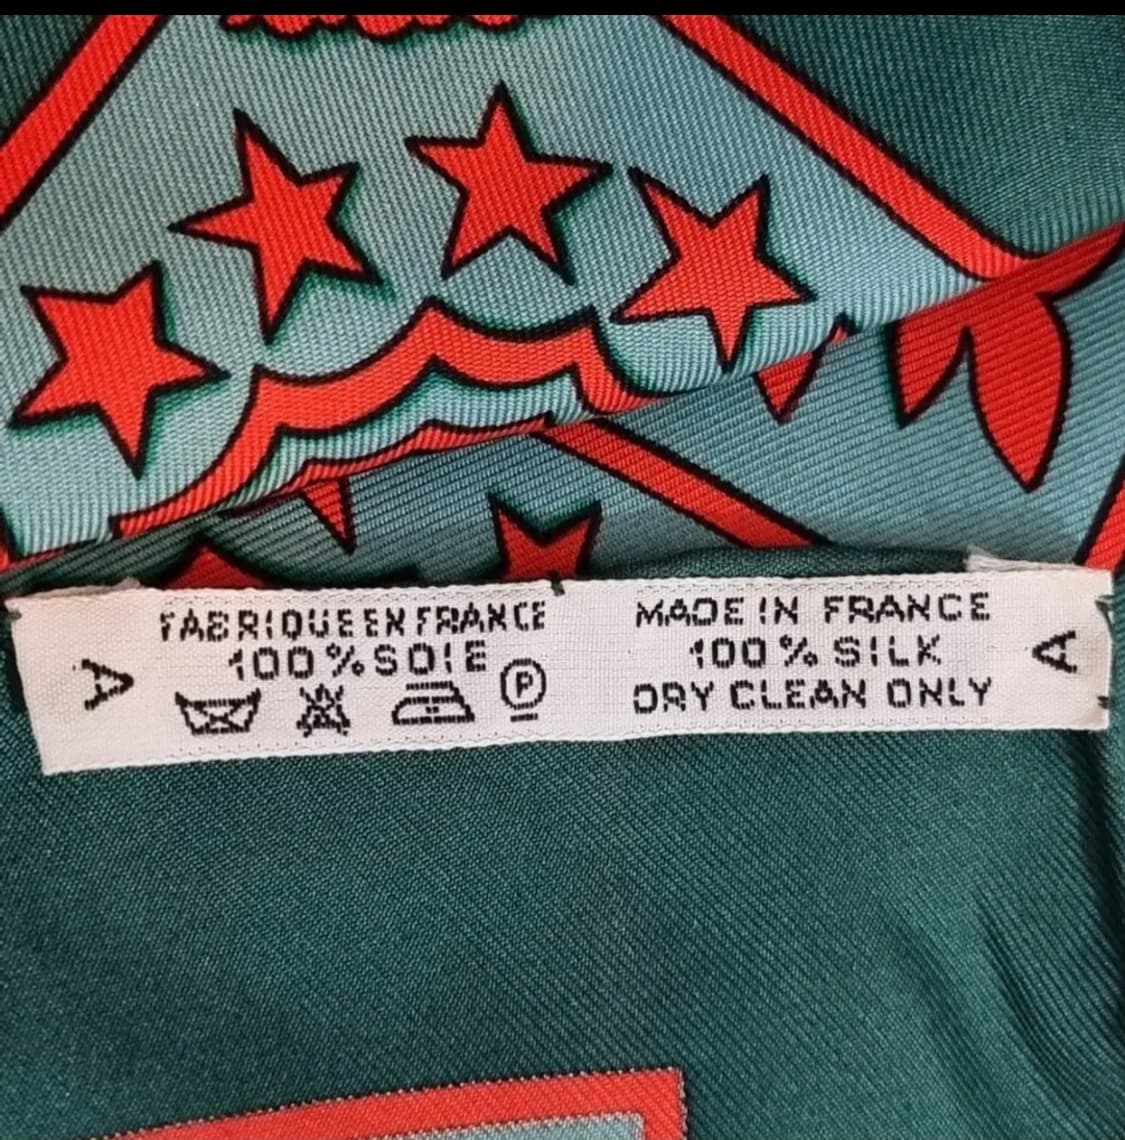 FABRIQUE EN FRANCE
100% SOIE
P
A
MADE IN FRANCE
100% SILK
DRY CLEAN ONLY
A